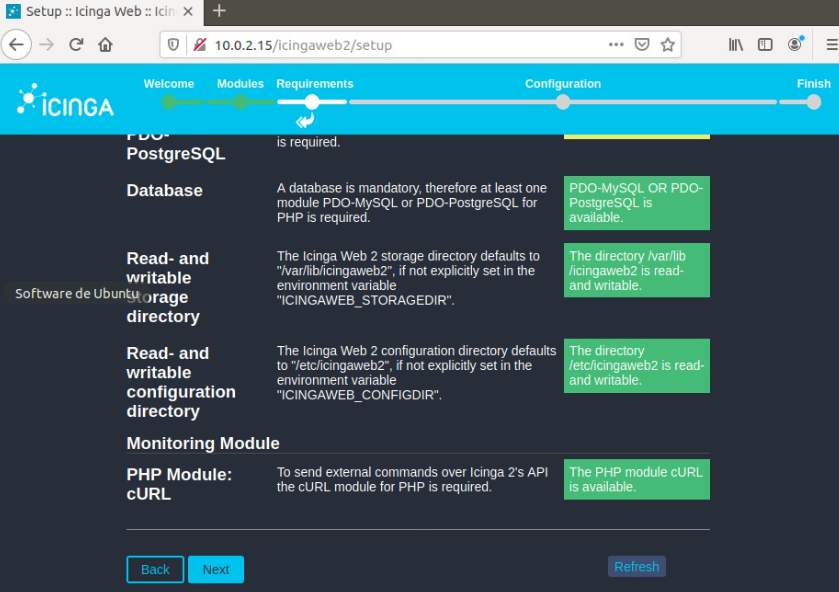 Setup :: Icinga Web :: Icin
10.0.2.15/icingaweb2/setup
ICINGA
Welcome
Modules
Requirements
Configuration
Finish
PDO-
PostgreSQL
is required.
Database
A database is mandatory, therefore at least one
module PDO-MySQL or PDO-PostgreSQL for
PHP is required.
PDO-MySQL OR PDO-
PostgreSQL is
available.
Read- and
writable
storage
directory
The Icinga Web 2 storage directory defaults to
"/var/lib/icingaweb2", if not explicitly set in the
environment variable
"ICINGAWEB_STORAGEDIR".
The directory /var/lib
/icingaweb2 is read-
and writable.
Software de Ubuntu
Read- and
writable
configuration
directory
The Icinga Web 2 configuration directory defaults
to "/etc/icingaweb2", if not explicitly set in the
environment variable
"ICINGAWEB_CONFIGDIR".
The directory
/etc/icingaweb2 is read-
and writable.
Monitoring Module
PHP Module:
cURL
To send external commands over Icinga 2's API
the cURL module for PHP is required.
The PHP module cURL
is available.
Back
Next
Refresh